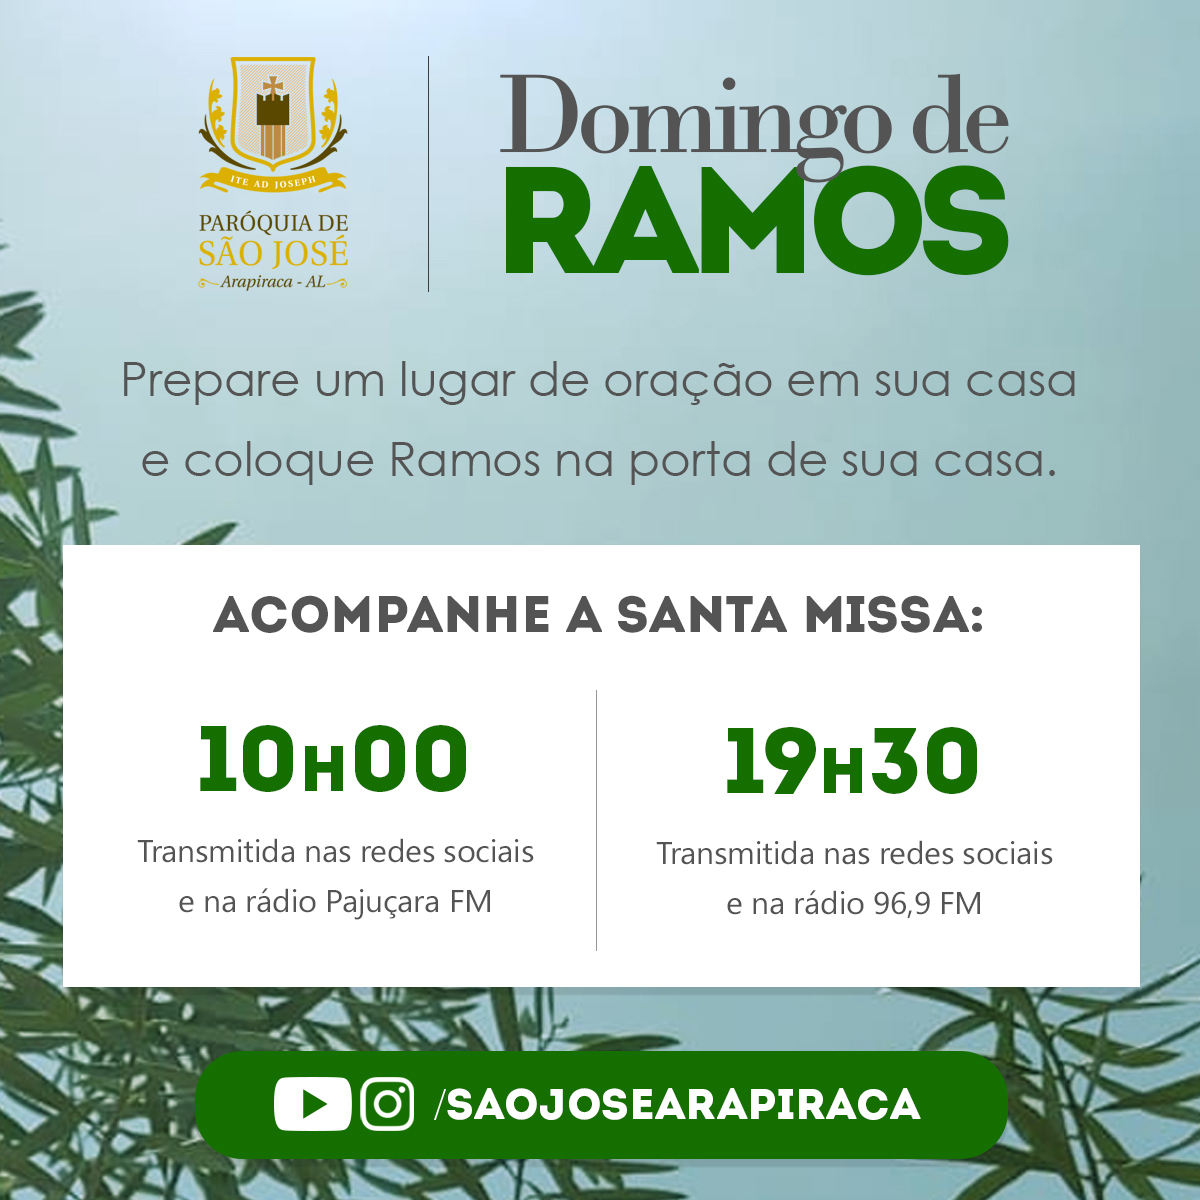 ITE AD JOSEPH
PARÓQUIA DE
SÃO JOSÉ
Arapiraca - AL
Domingo de
RAMOS
Prepare um lugar de oração em sua casa
e coloque Ramos na porta de sua casa.
ACOMPANHE A SANTA MISSA:
10H00
Transmitida nas redes sociais
e na rádio Pajuçara FM
19H30
Transmitida nas redes sociais
e na rádio 96,9 FM
/SAOJOSEARAPIRACA